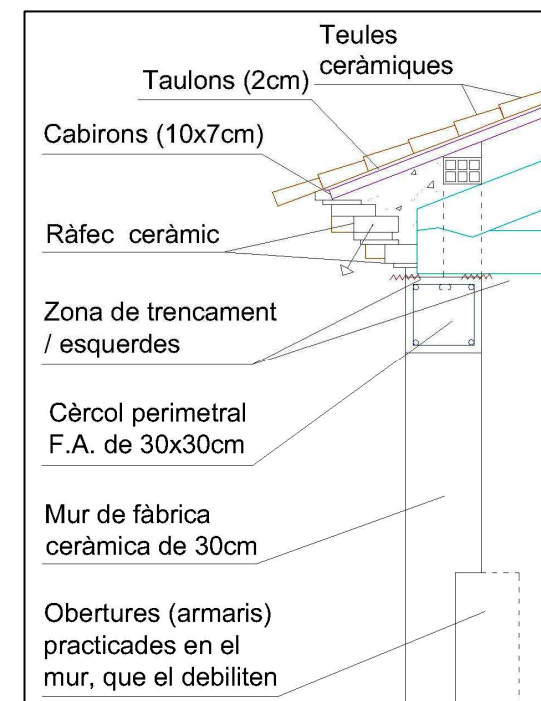 Teules
ceràmiques
Taulons (2cm)
Cabirons (10x7cm)
Ràfec ceràmic
Zona de trencament
/ esquerdes
Cèrcol perimetral
F.A. de 30x30cm
Mur de fàbrica
ceràmica de 30cm
Obertures (armaris)
practicades en el
mur, que el debiliten